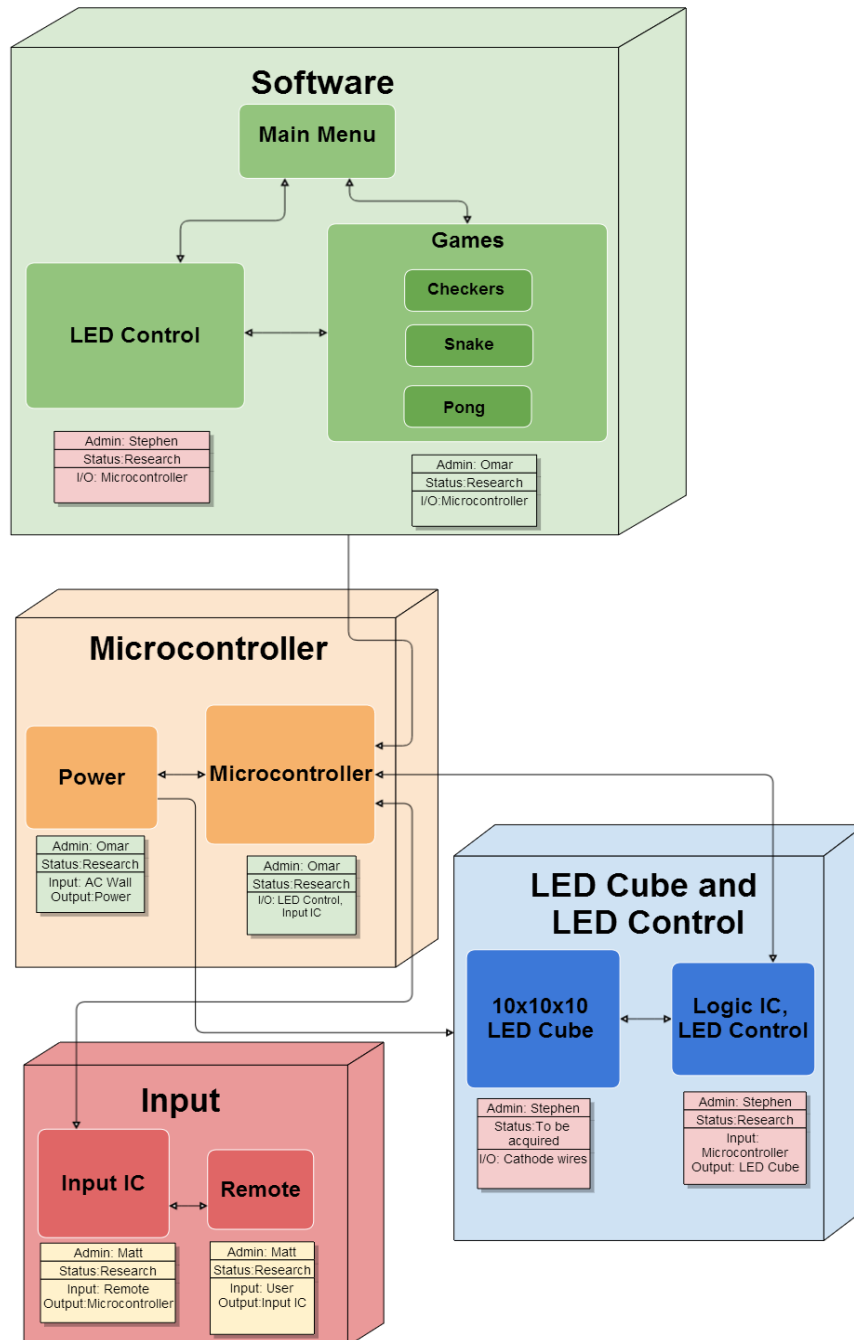 Software
Main Menu
Games
Checkers
LED Control
Snake
Pong
Admin: Stephen
Status:Research
I/O: Microcontroller
Admin: Omar
Status:Research
I/O:Microcontroller
Microcontroller
Power
Microcontroller
Admin: Omar
Status:Research
Input: AC Wall
Output:Power
Admin: Omar
Status:Research
I/O: LED Control,
Input IC
LED Cube and
LED Control
10x10x10
LED Cube
Logic IC,
LED Control
Admin: Stephen
Status:To be
acquired
I/O: Cathode wires
Admin: Stephen
Status:Research
Input:
Microcontroller
Output: LED Cube
Input
Input IC
Remote
Admin: Matt
Status:Research
Input: Remote
Output:Microcontroller
Admin: Matt
Status:Research
Input: User
Output:Input IC